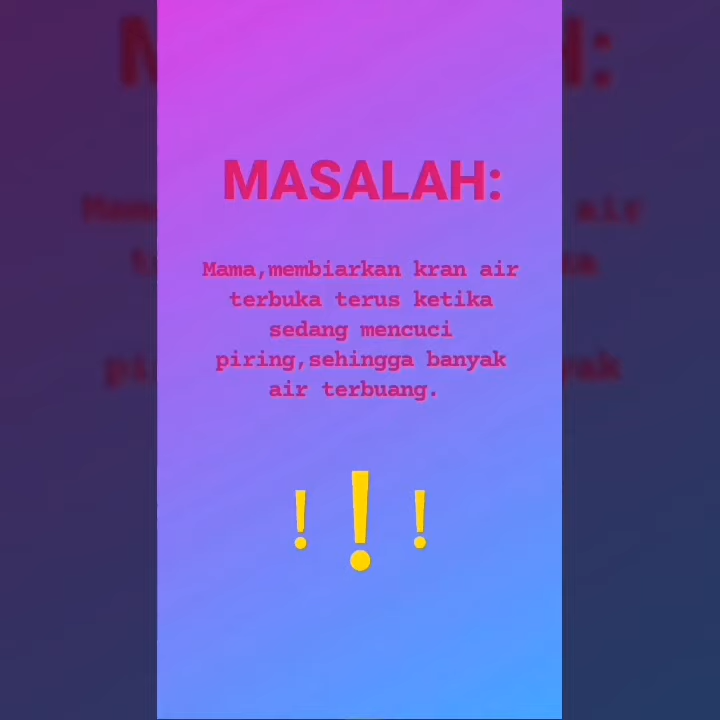 MASALAH:
Mama,membiarkan kran air
terbuka terus ketika
sedang mencuci
piring,sehingga banyak
air terbuang.
! ! !